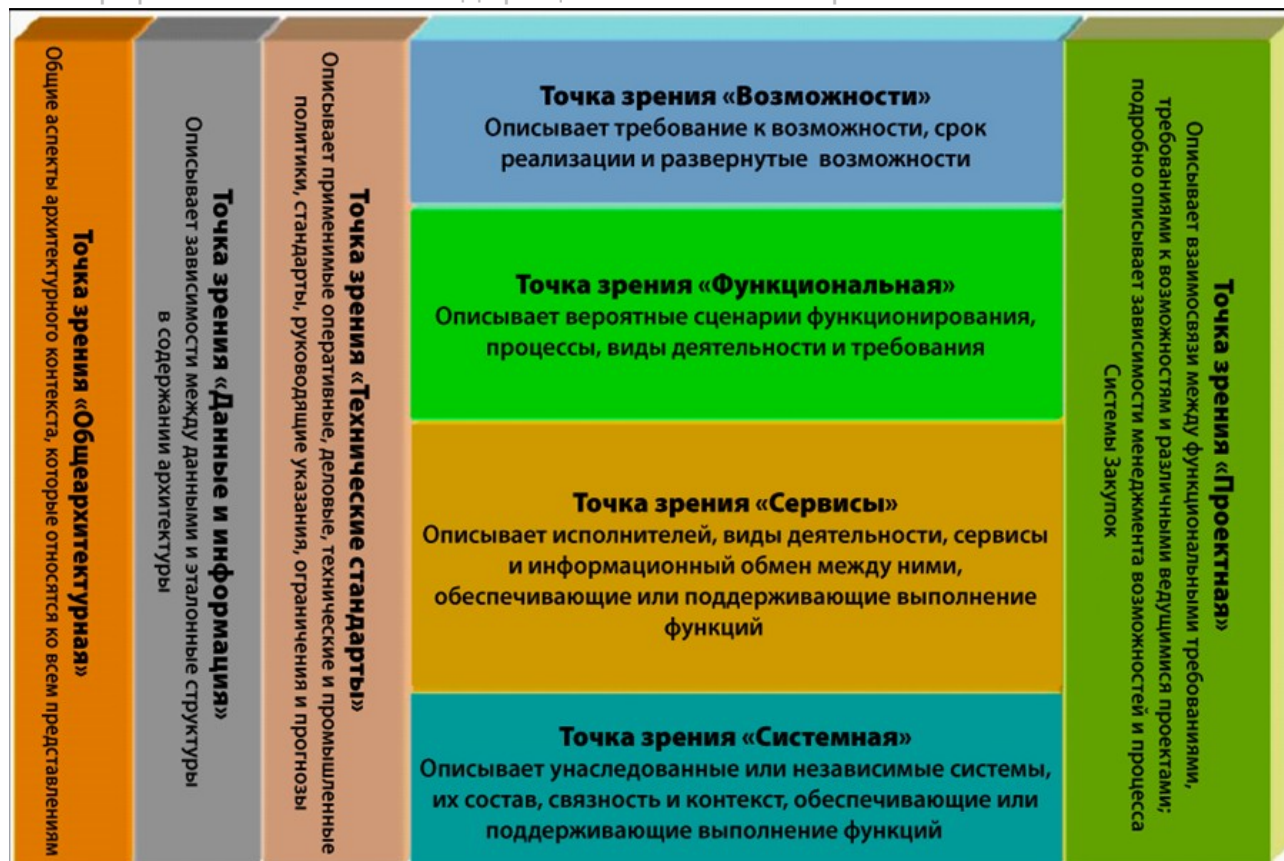 Точка зрения «Общеархитектурная»
Общие аспекты архитектурного контекста, которые относятся ко всем представлениям
Точка зрения «Данные и информация»
Описывает зависимости между данными и эталонные структуры
в содержании архитектуры
Точка зрения «Технические стандарты»
Описывает применимые оперативные, деловые, технические и промышленные
политики, стандарты, руководящие указания, ограничения и прогнозы
Точка зрения «Возможности»
Описывает требование к возможности, срок
реализации и развернутые возможности
Точка зрения «Функциональная»
Описывает вероятные сценарии функционирования,
процессы, виды деятельности и требования
Точка зрения «Сервисы»
Описывает исполнителей, виды деятельности, сервисы
и информационный обмен между ними,
обеспечивающие или поддерживающие выполнение
функций
Точка зрения «Системная»
Описывает унаследованные или независимые системы,
их состав, связность и контекст, обеспечивающие или
поддерживающие выполнение функций
Точка зрения «Проектная»
Описывает взаимосвязи между функциональными требованиями,
требованиями к возможностям и различными ведущимися проектами;
подробно описывает зависимости менеджмента возможностей и процесса
Системы Закупок